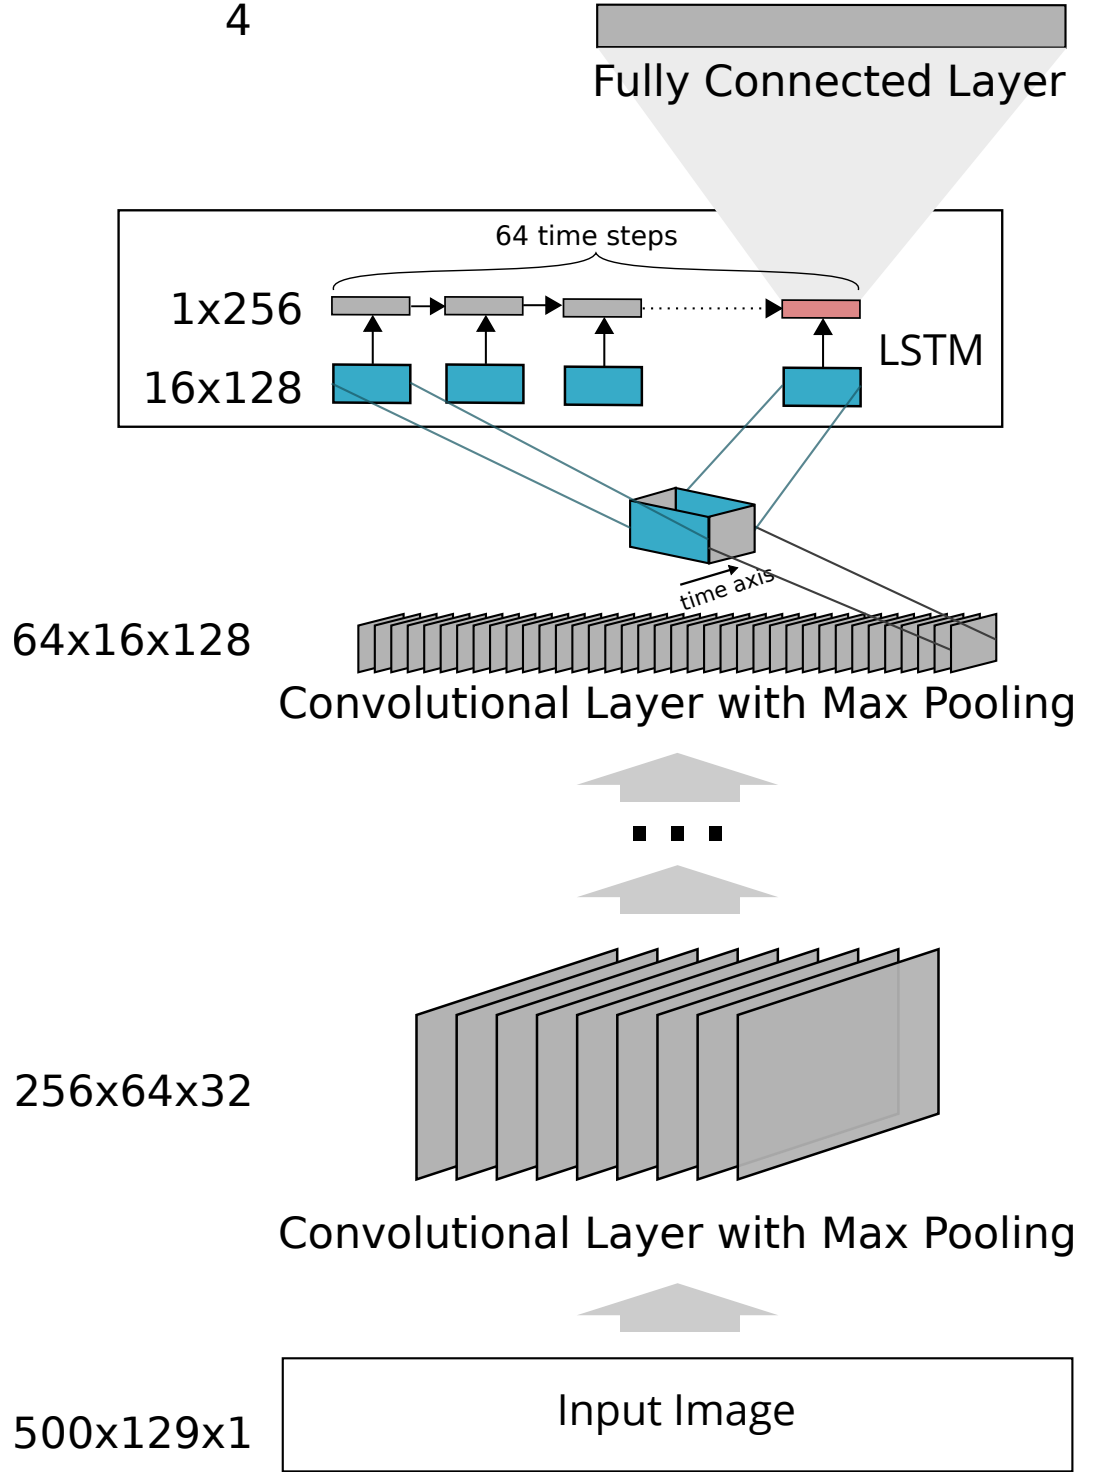 4
Fully Connected Layer
64 time steps
1x256
LSTM
16x128
time axis
64x16x128
Convolutional Layer with Max Pooling
...
256x64x32
Convolutional Layer with Max Pooling
Input Image
500x129x1